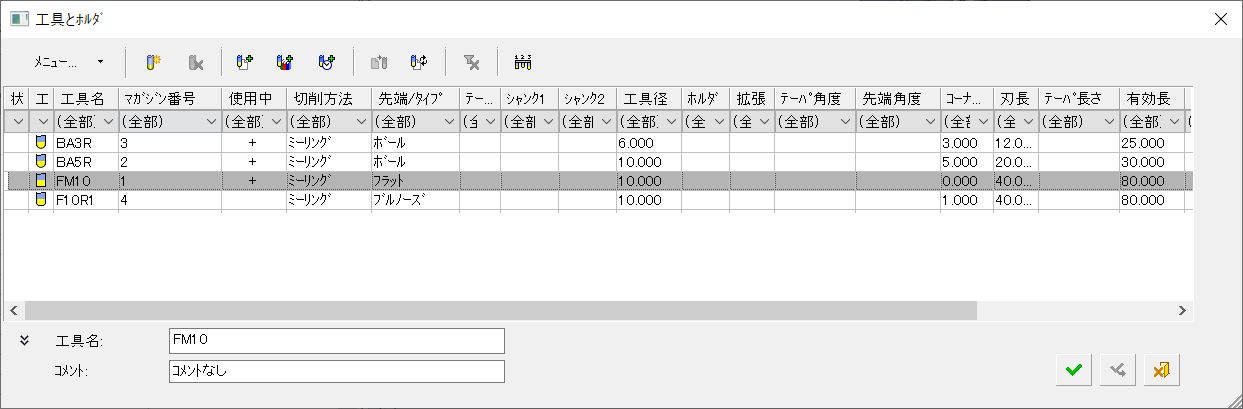 工具とﾎﾙﾀﾞ
ﾒﾆｭｰ...
状 工 工具名 ﾏｶﾞｼﾞﾝ番号 使用中 切削方法 先端/ﾀｲﾌﾟ ﾃｰ... ｼｬﾝｸ1 ｼｬﾝｸ2 工具径 ﾎﾙﾀﾞ 拡張 ﾃｰﾊﾟ角度 先端角度 ｺｰﾅ... 刃長 ﾃｰﾊﾟ長さ 有効長
(全部) (全部) (全部) (全部) (全部) (全 (全部 (全部 (全部) (全 (全 (全部) (全部) (全部 (全 (全部) (全部)
BA3R 3 + ﾐｰﾘﾝｸﾞ ﾎﾞｰﾙ 6.000 3.000 12.0... 25.000
BA5R 2 + ﾐｰﾘﾝｸﾞ ﾎﾞｰﾙ 10.000 5.000 20.0... 30.000
FM10 1 + ﾐｰﾘﾝｸﾞ ﾌﾗｯﾄ 10.000 0.000 40.0... 80.000
F10R1 4 ﾐｰﾘﾝｸﾞ ﾌﾞﾙﾉｰｽﾞ 10.000 1.000 40.0... 80.000
工具名: FM10
ｺﾒﾝﾄ: ｺﾒﾝﾄなし